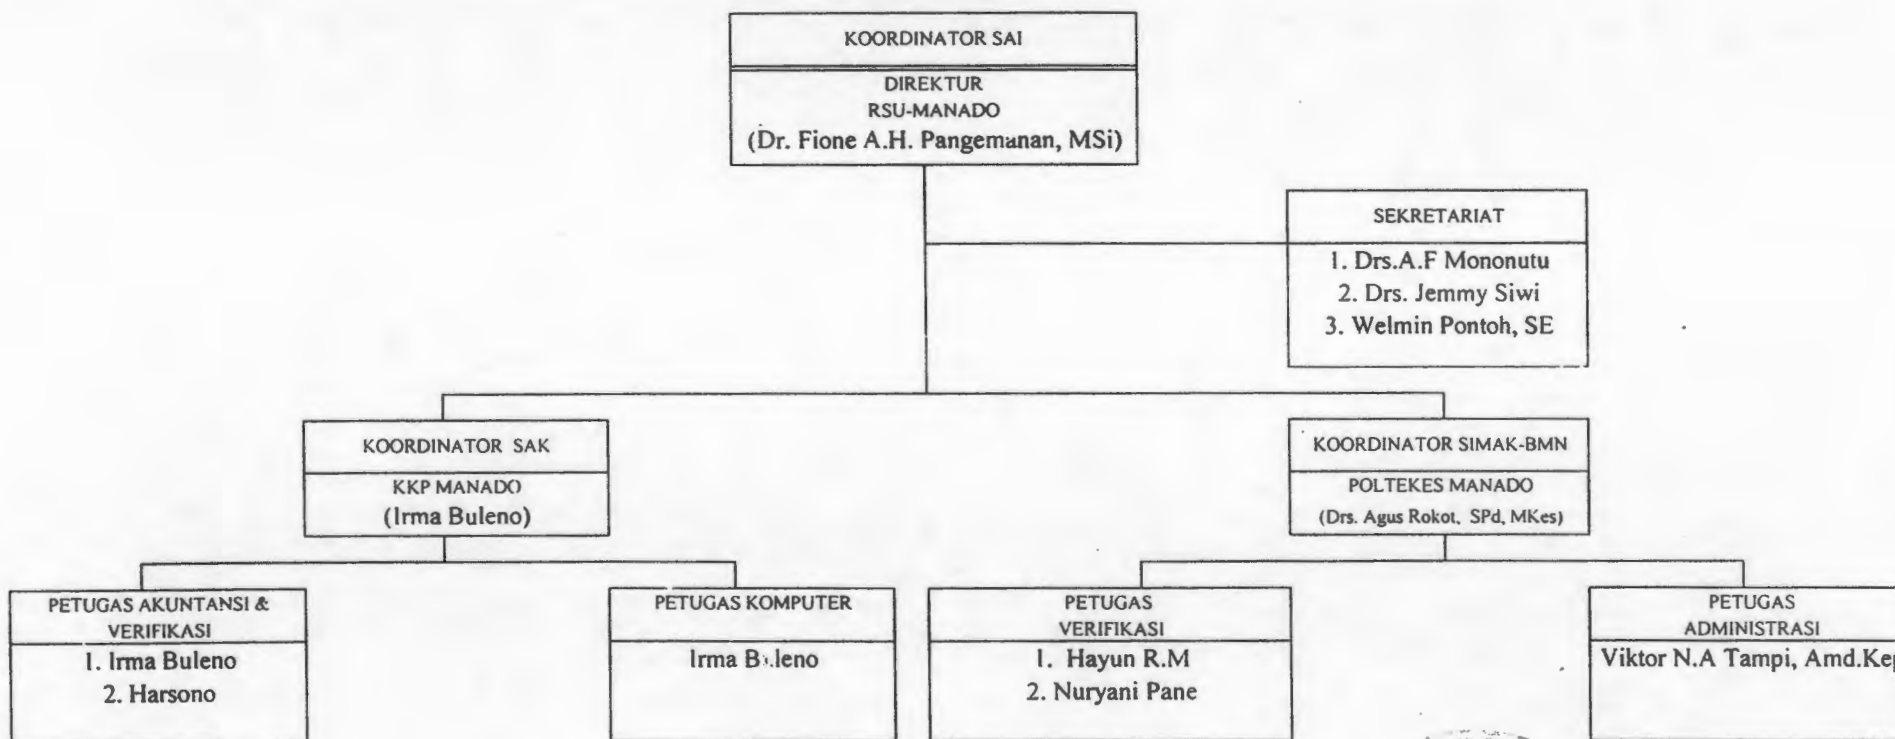 KOORDINATOR SAI
DIREKTUR
RSU-MANADO
(Dr. Fione A.H. Pangemanan, MSi)
SEKRETARIAT
1. Drs.A.F Mononutu
2. Drs. Jemmy Siwi
3. Welmin Pontoh, SE
KOORDINATOR SAK
KKP MANADO
(Irma Buleno)
KOORDINATOR SIMAK-BMN
POLTEKES MANADO
(Drs. Agus Rokot, SPd, MKes)
PETUGAS AKUNTANSI &
VERIFIKASI
1. Irma Buleno
2. Harsono
PETUGAS KOMPUTER
Irma Buleno
PETUGAS
VERIFIKASI
1. Hayun R.M
2. Nuryani Pane
PETUGAS
ADMINISTRASI
Viktor N.A Tampi, Amd.Kep